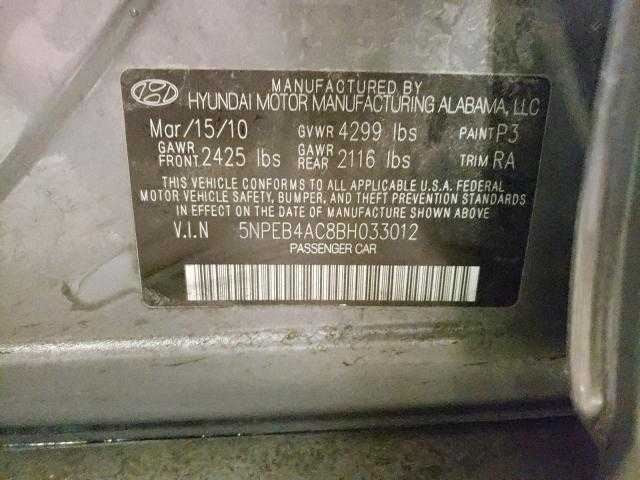 MANUFACTURED BY
HYUNDAI MOTOR MANUFACTURING ALABAMA, LLC
Mar/15/10 GVWR 4299 lbs PAINT P3
GAWR FRONT 2425 lbs GAWR REAR 2116 lbs TRIM RA
THIS VEHICLE CONFORMS TO ALL APPLICABLE U.S.A. FEDERAL
MOTOR VEHICLE SAFETY, BUMPER, AND THEFT PREVENTION STANDARDS
IN EFFECT ON THE DATE OF MANUFACTURE SHOWN ABOVE
V.I.N 5NPEB4AC8BH033012
PASSENGER CAR